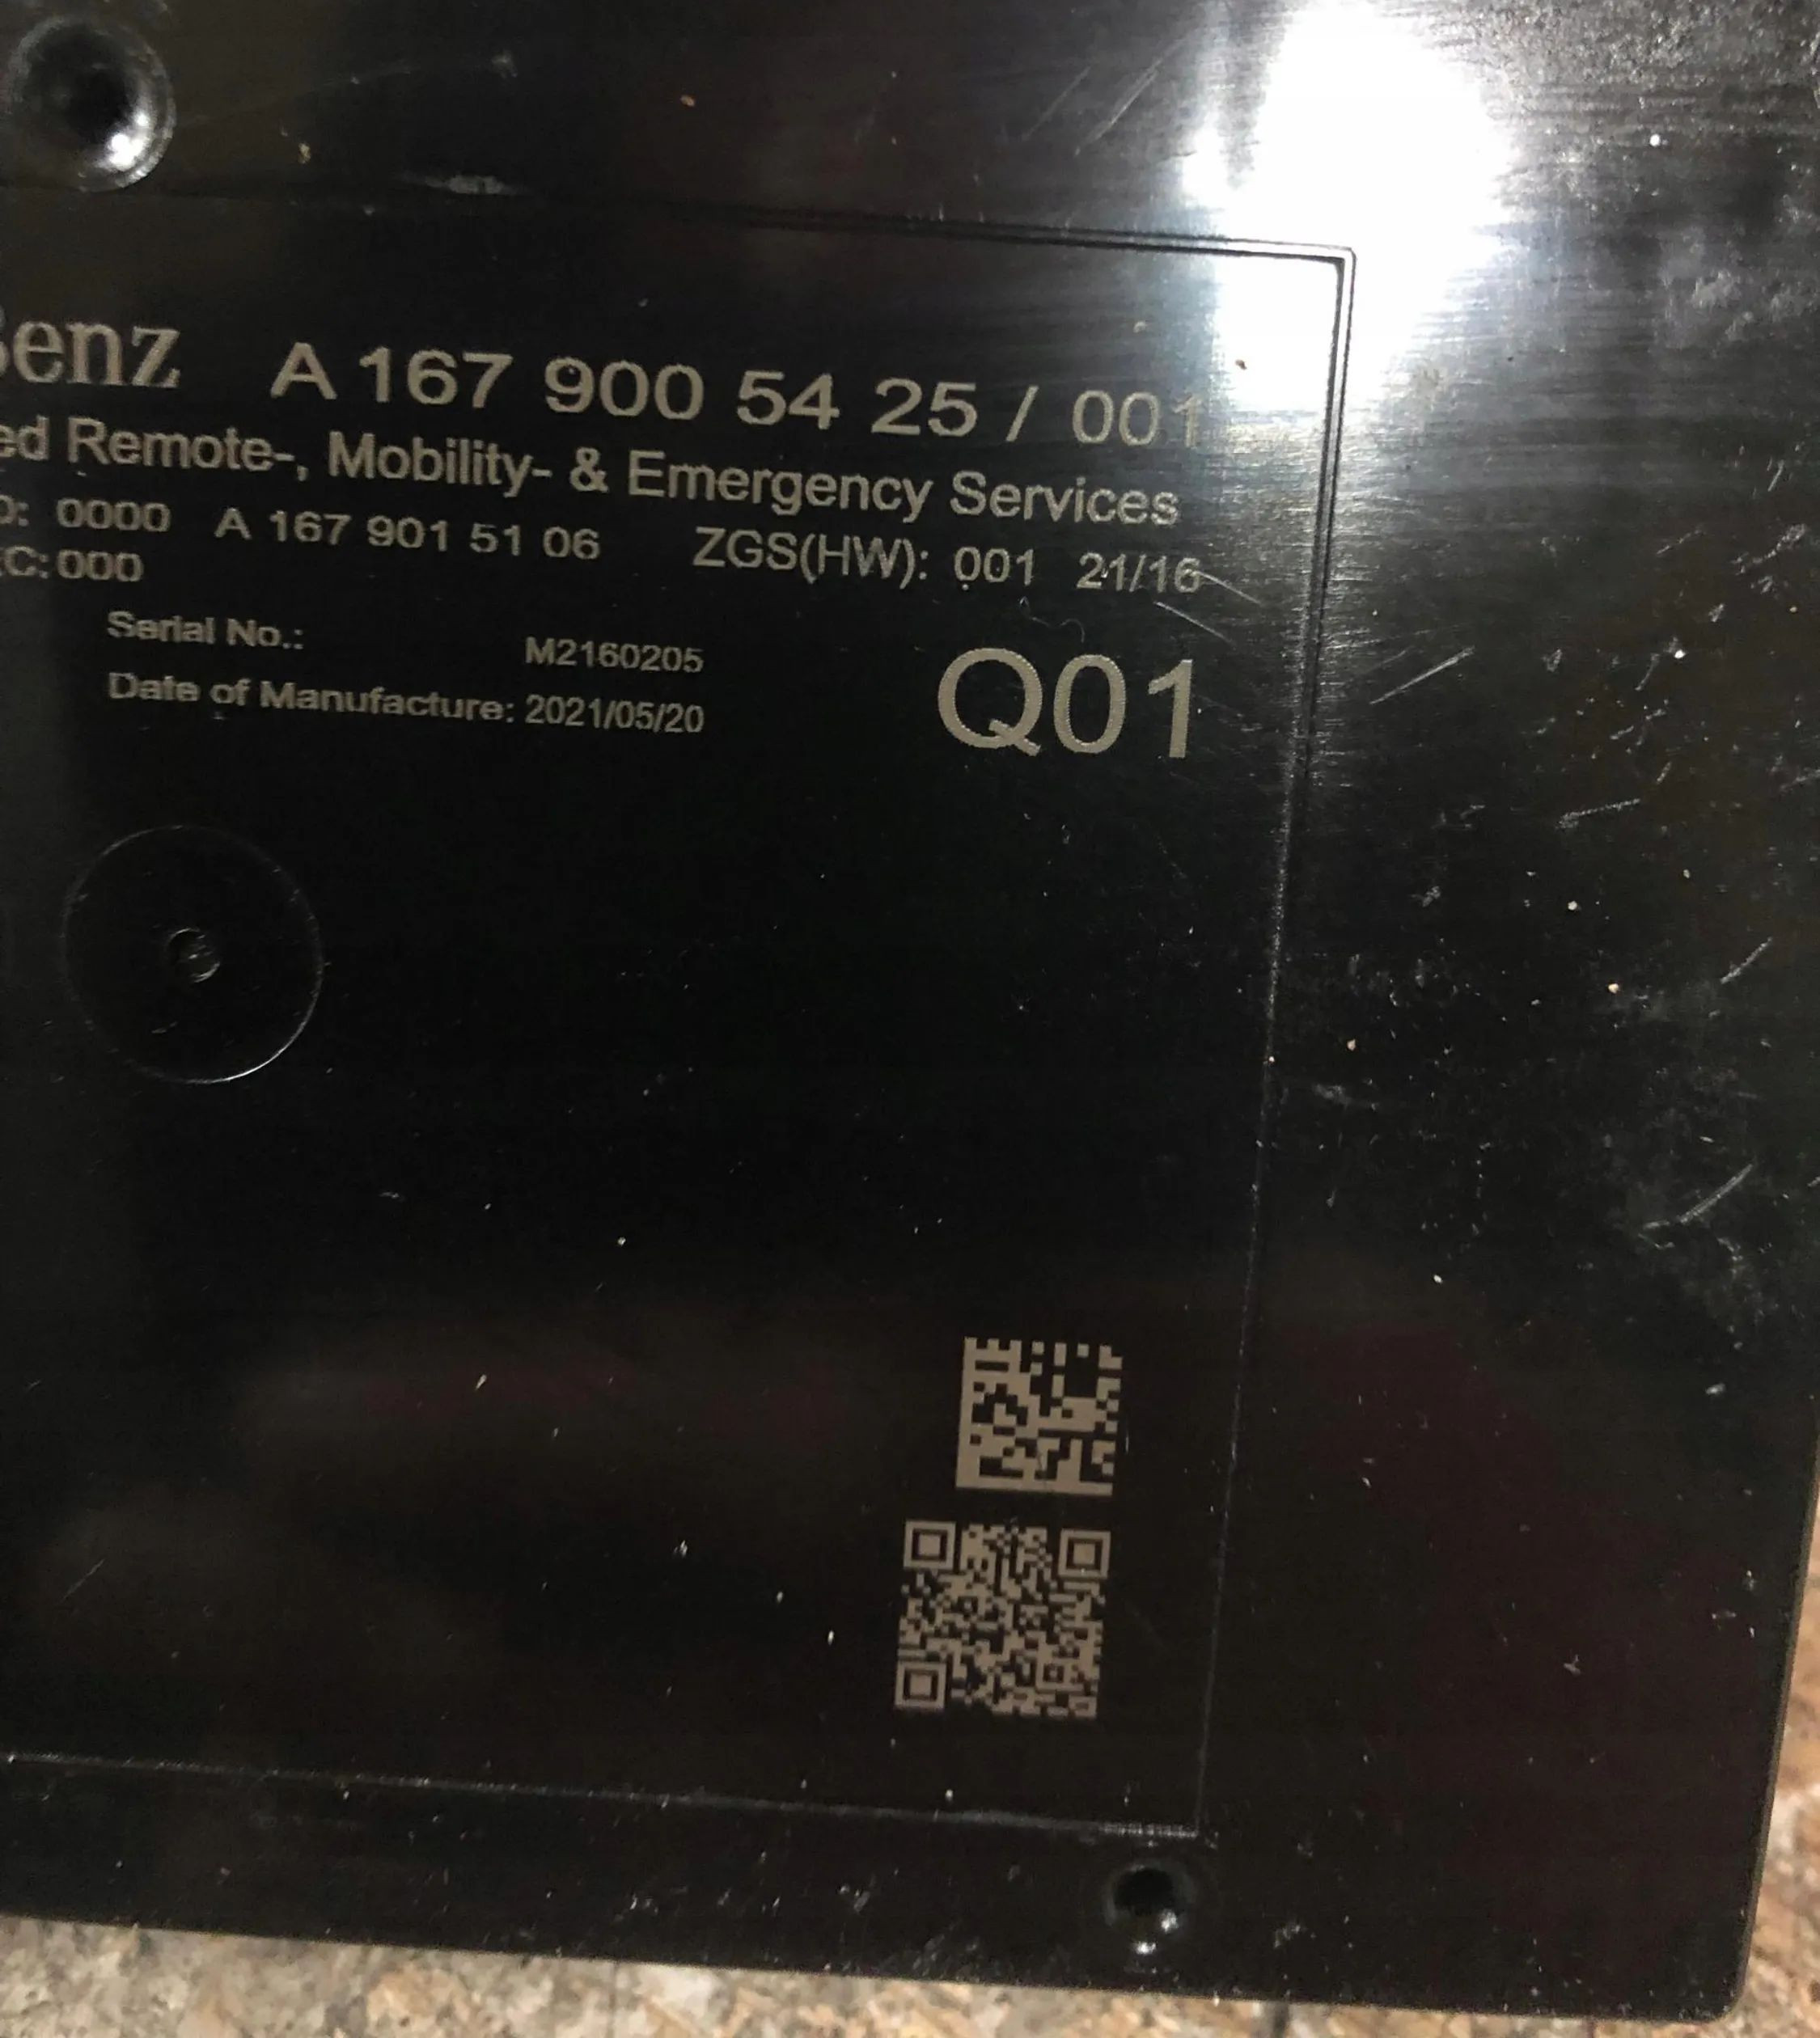 Benz A 167 900 54 25 / 001
ed Remote-, Mobility- & Emergency Services
D: 0000 A 167 901 51 06 ZGS(HW): 001 21/16
C: 000
Serial No.: M2160205
Date of Manufacture: 2021/05/20
Q01